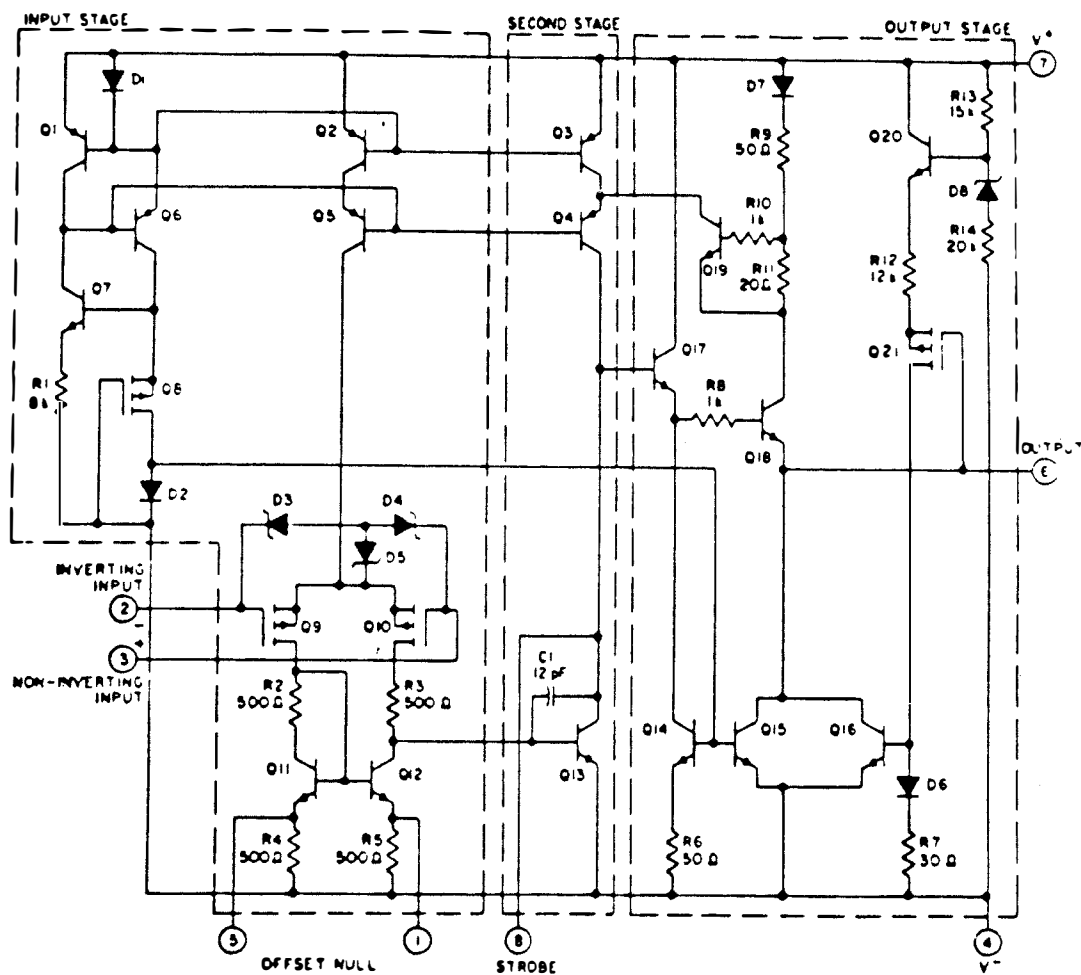 INPUT STAGE
SECOND STAGE
OUTPUT STAGE
V+
7
D1
D7
R13
15k
Q1
Q2
Q3
Q20
R9
50Ω
D8
Q6
Q5
Q4
R10
1k
R14
20k
Q19
R11
20Ω
R12
12k
Q7
Q17
Q21
R1
8k
Q8
R8
1k
Q18
OUTPUT
6
D2
D3
D4
D5
INVERTING
INPUT
2
-
Q9
Q10
+
3
NON-INVERTING
INPUT
C1
12 pF
R2
500Ω
R3
500Ω
Q14
Q15
Q16
Q11
Q12
Q13
D6
R4
500Ω
R5
500Ω
R6
50Ω
R7
30Ω
5
1
8
4
OFFSET NULL
STROBE
V-